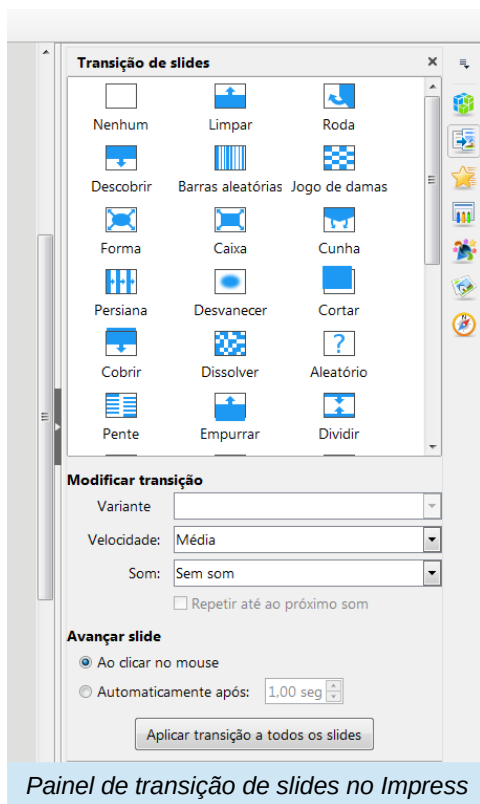 Transição de slides
Nenhum Limpar Roda
Descobrir Barras aleatórias Jogo de damas
Forma Caixa Cunha
Persiana Desvanecer Cortar
Cobrir Dissolver Aleatório
Pente Empurrar Dividir
Modificar transição
Variante
Velocidade: Média
Som: Sem som
Repetir até ao próximo som
Avançar slide
Ao clicar no mouse
Automaticamente após: 1,00 seg
Aplicar transição a todos os slides
Painel de transição de slides no Impress